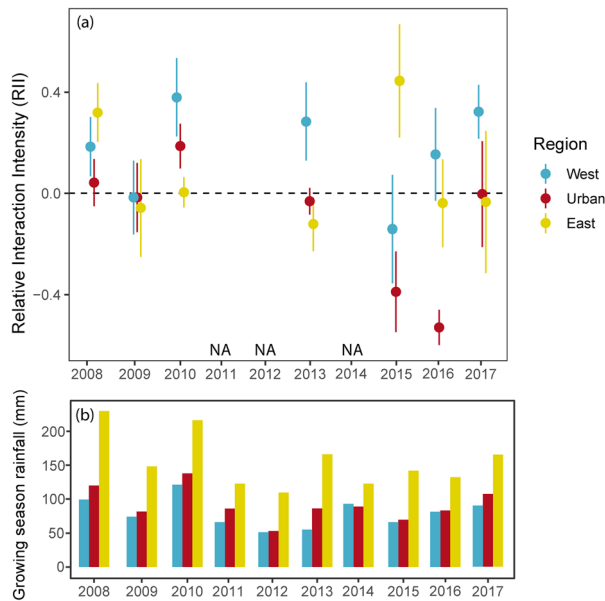 (a)
Relative Interaction Intensity (RII)
0.4
0.0
−0.4
NA NA NA
2008 2009 2010 2011 2012 2013 2014 2015 2016 2017
Region
West
Urban
East
(b)
Growing season rainfall (mm)
200
150
100
50
0
2008 2009 2010 2011 2012 2013 2014 2015 2016 2017